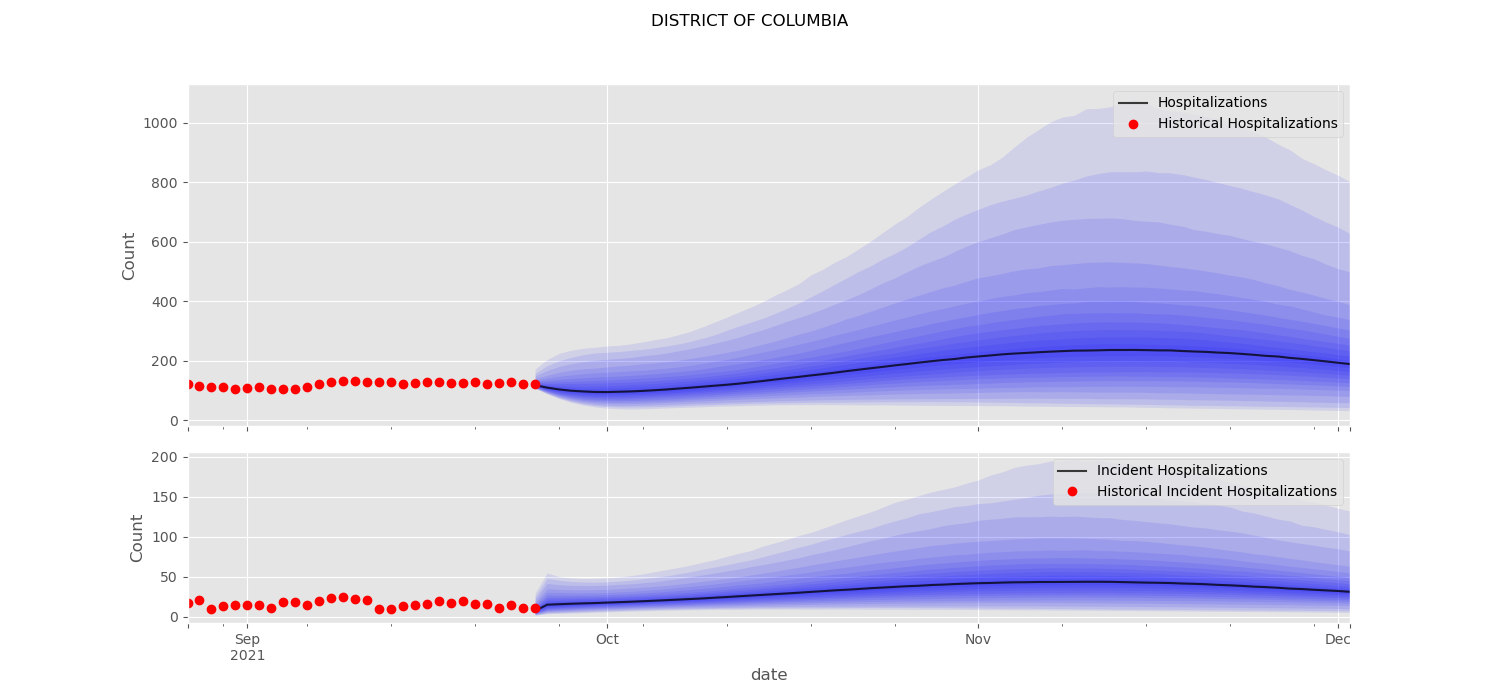 DISTRICT OF COLUMBIA
Hospitalizations
Historical Hospitalizations
1000
800
600
400
200
0
Count
Incident Hospitalizations
Historical Incident Hospitalizations
200
150
100
50
0
Count
Sep
2021
Oct
Nov
Dec
date